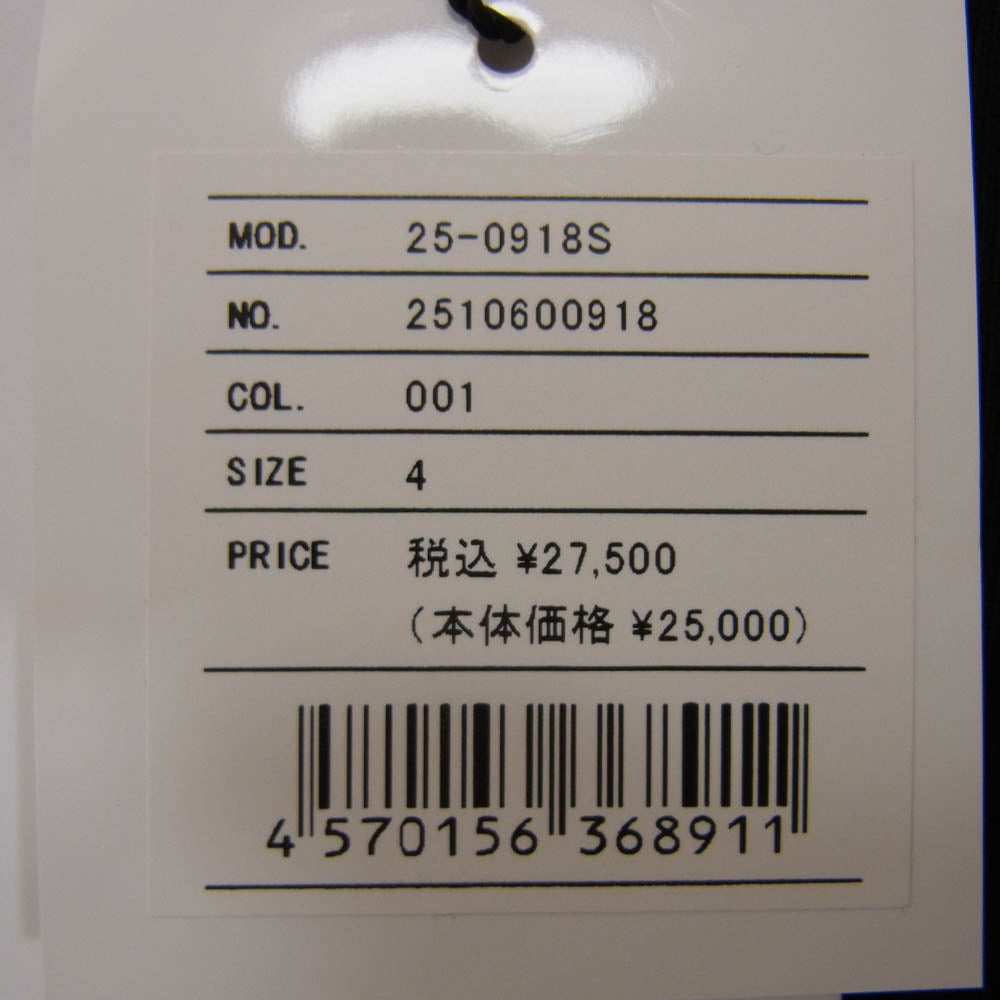 MOD. 25-0918S
NO. 2510600918
COL. 001
SIZE 4
PRICE 税込 ¥27,500
(本体価格 ¥25,000)
4 570156 368911